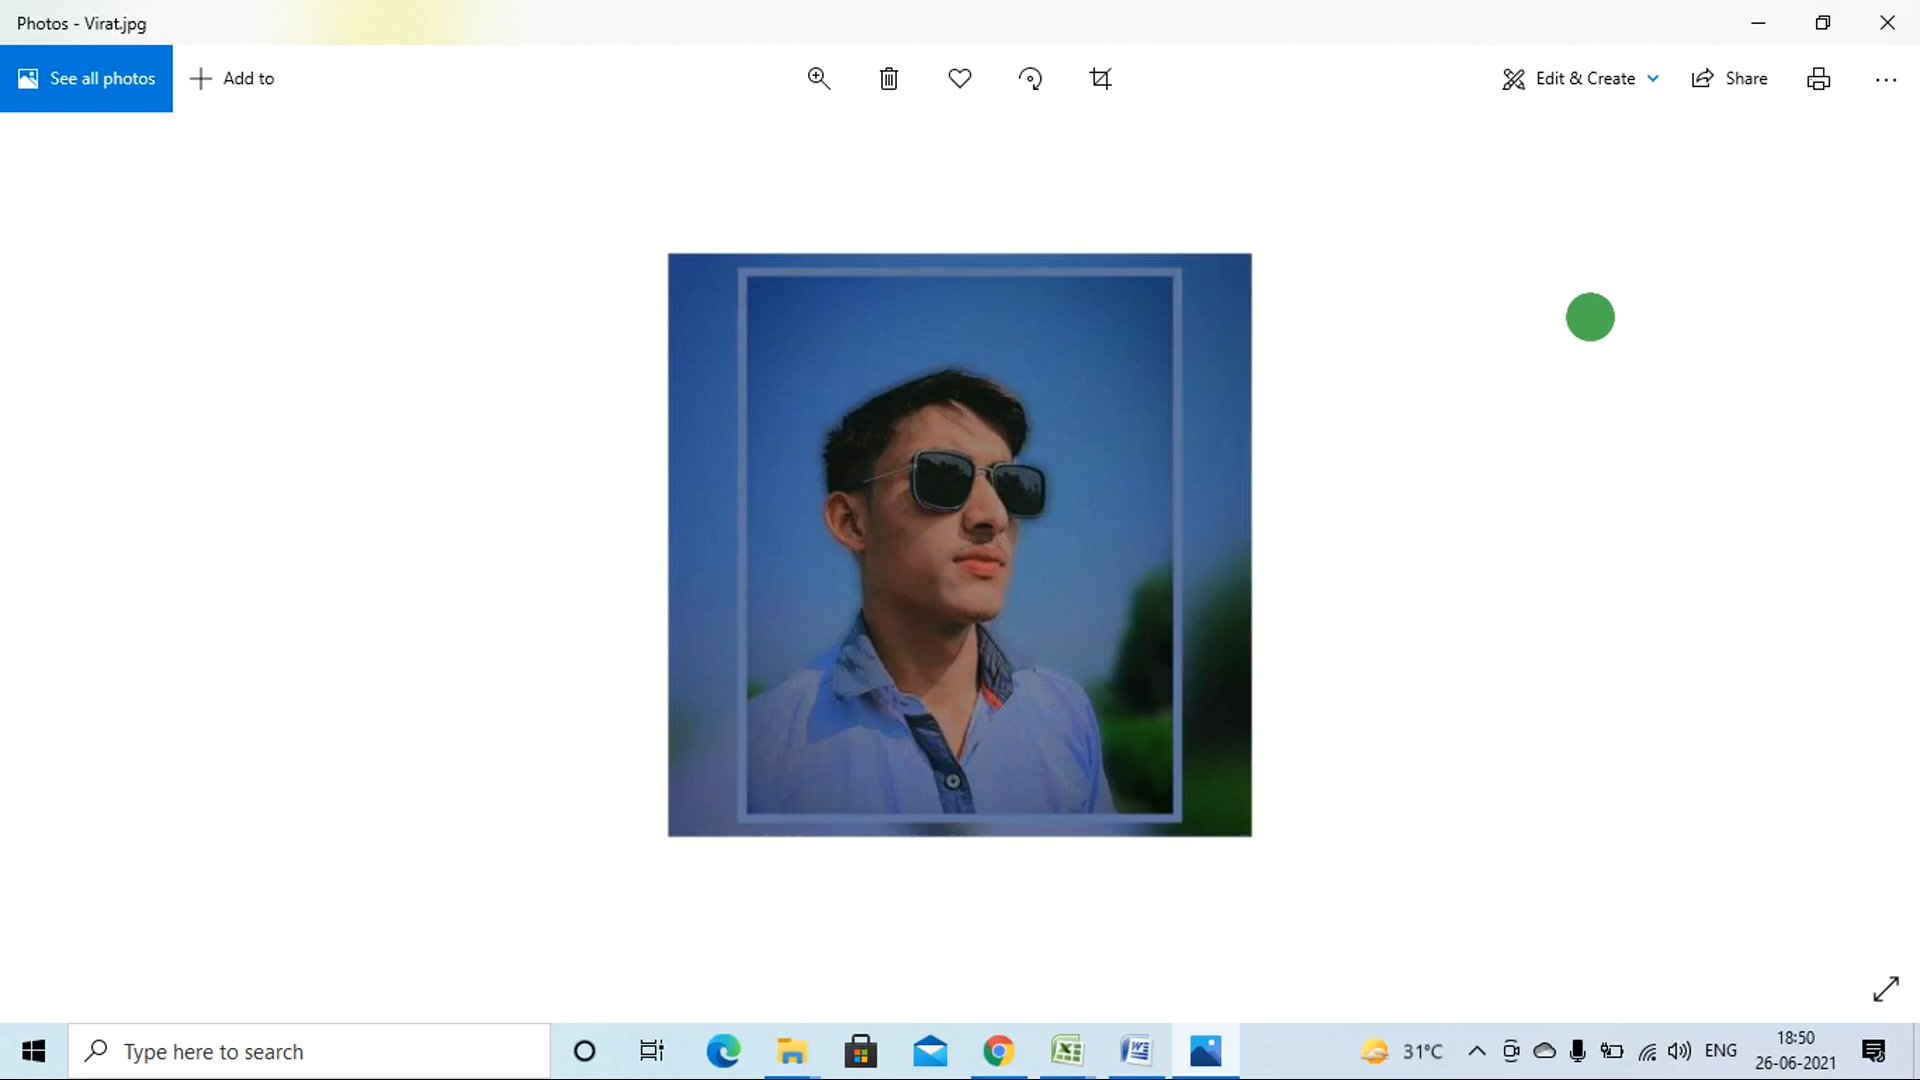 Photos - Virat.jpg
See all photos
Add to
Edit & Create
Share
Type here to search
31°C
ENG
18:50
26-06-2021